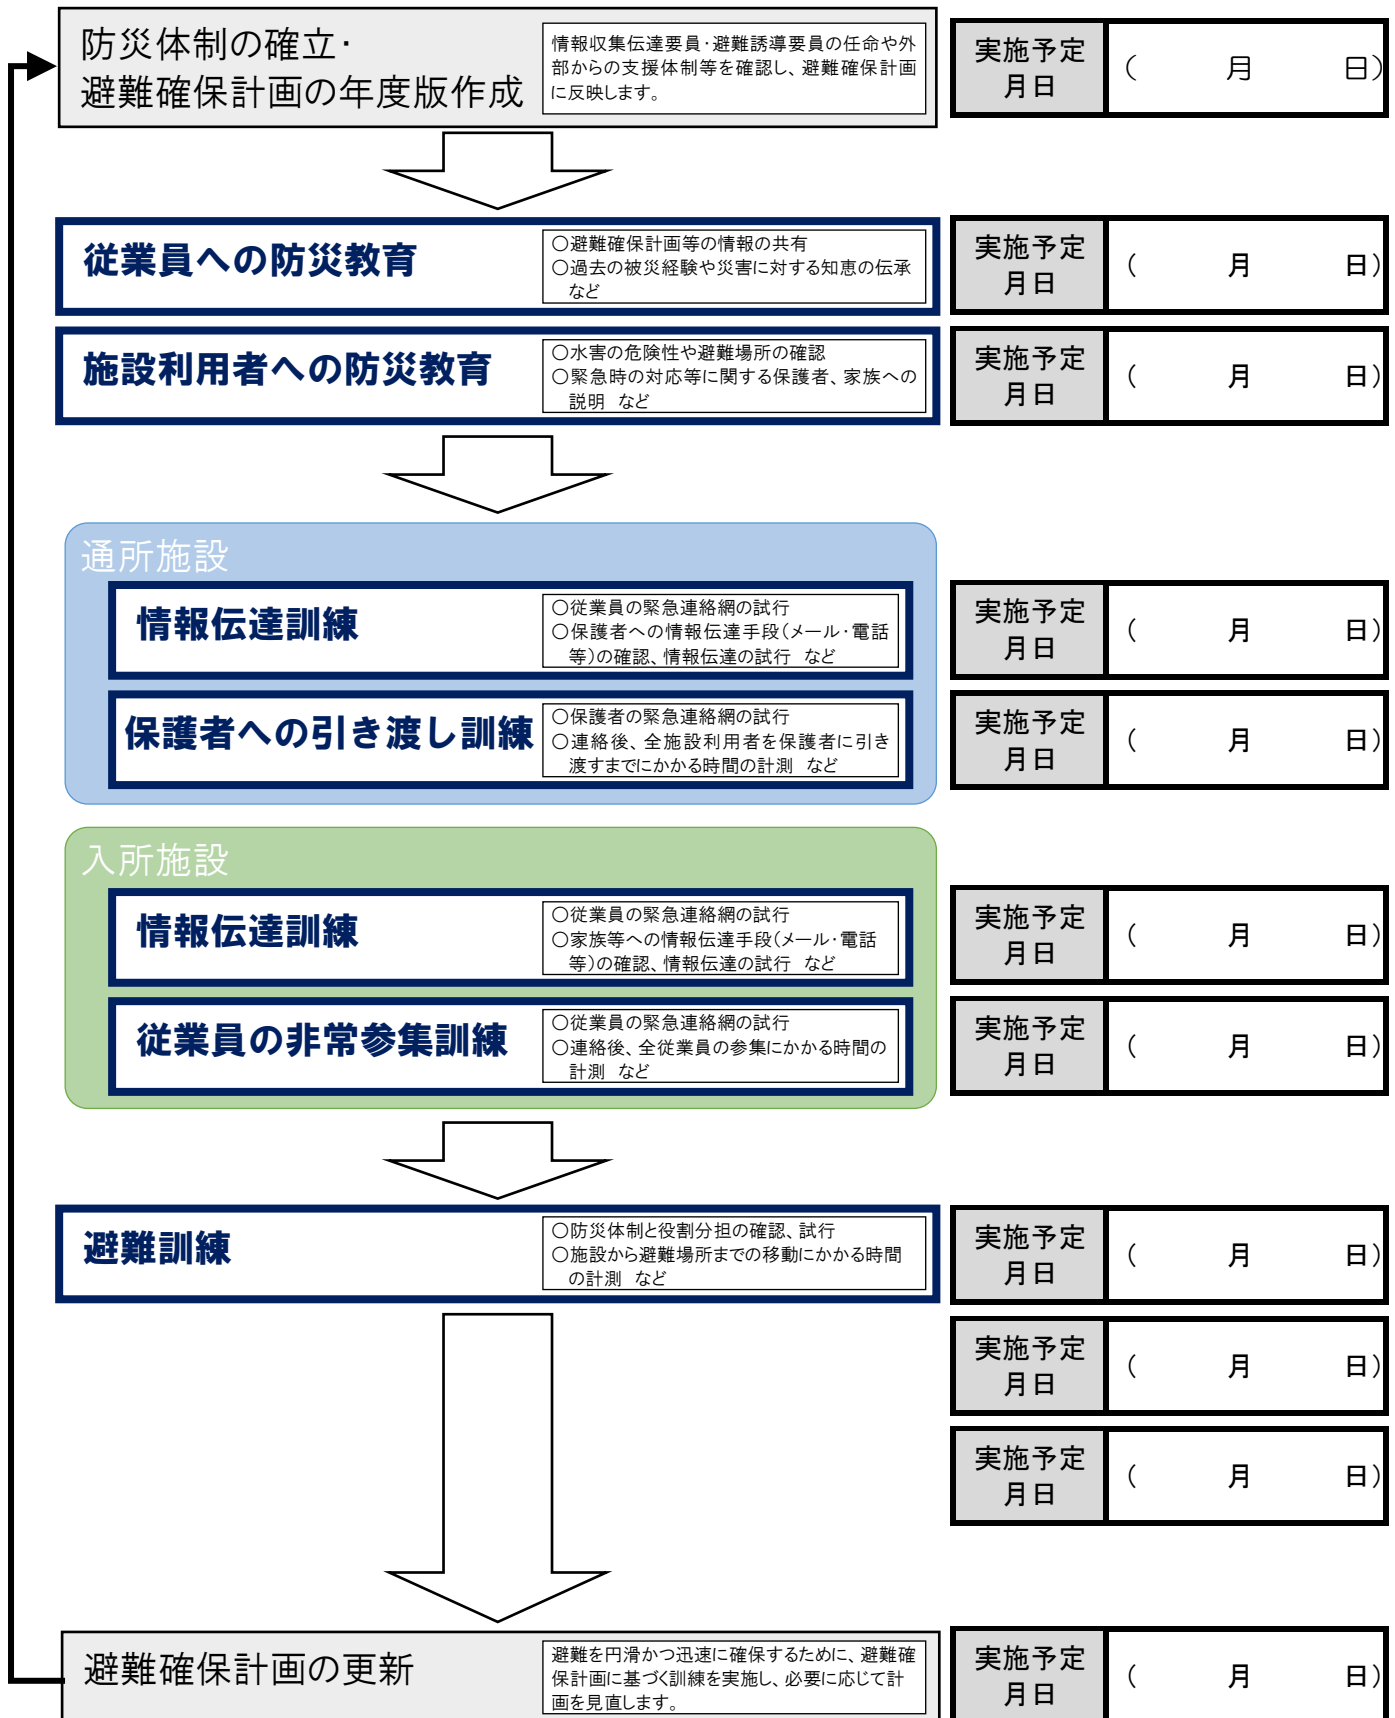 防災体制の確立・
避難確保計画の年度版作成
情報収集伝達要員・避難誘導要員の任命や外
部からの支援体制等を確認し、避難確保計画
に反映します。
実施予定
月日
（　月　日）
従業員への防災教育
○避難確保計画等の情報の共有
○過去の被災経験や災害に対する知恵の伝承
など
実施予定
月日
（　月　日）
施設利用者への防災教育
○水害の危険性や避難場所の確認
○緊急時の対応等に関する保護者、家族への
説明　など
実施予定
月日
（　月　日）
通所施設
情報伝達訓練
○従業員の緊急連絡網の試行
○保護者への情報伝達手段（メール・電話
等）の確認、情報伝達の試行　など
実施予定
月日
（　月　日）
保護者への引き渡し訓練
○保護者の緊急連絡網の試行
○連絡後、全施設利用者を保護者に引き
渡すまでにかかる時間の計測　など
実施予定
月日
（　月　日）
入所施設
情報伝達訓練
○従業員の緊急連絡網の試行
○家族等への情報伝達手段（メール・電話
等）の確認、情報伝達の試行　など
実施予定
月日
（　月　日）
従業員の非常参集訓練
○従業員の緊急連絡網の試行
○連絡後、全従業員の参集にかかる時間の
計測　など
実施予定
月日
（　月　日）
避難訓練
○防災体制と役割分担の確認、試行
○施設から避難場所までの移動にかかる時間
の計測　など
実施予定
月日
（　月　日）
実施予定
月日
（　月　日）
実施予定
月日
（　月　日）
避難確保計画の更新
避難を円滑かつ迅速に確保するために、避難確
保計画に基づく訓練を実施し、必要に応じて計
画を見直します。
実施予定
月日
（　月　日）